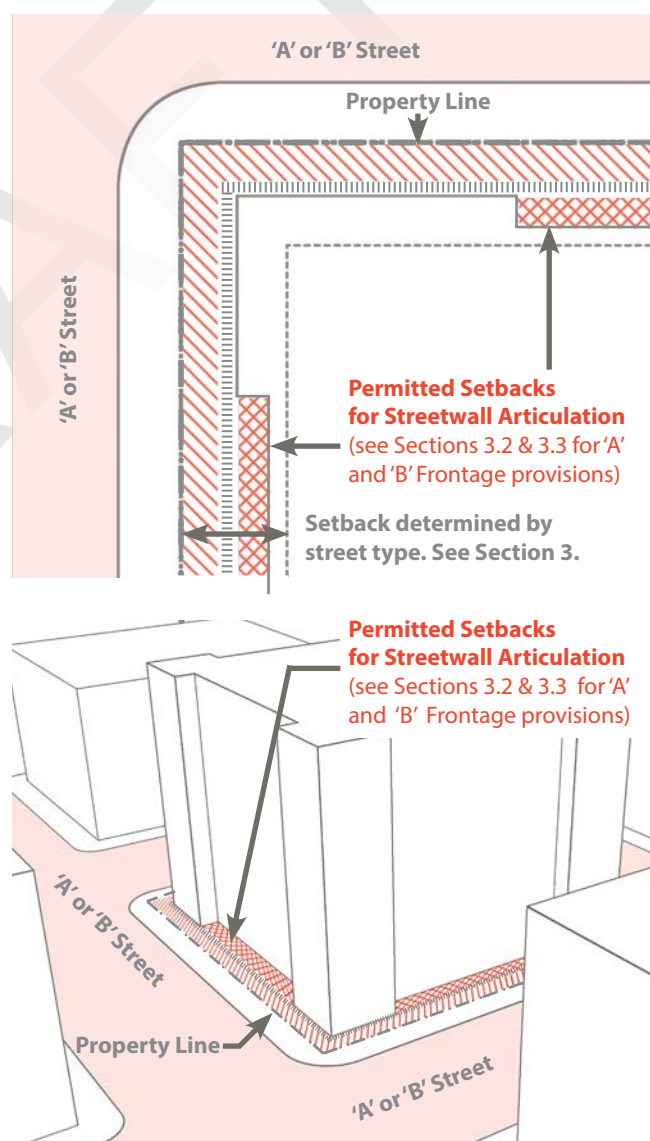 ‘A’ or ‘B’ Street
Property Line
‘A’ or ‘B’ Street
Permitted Setbacks
for Streetwall Articulation
(see Sections 3.2 & 3.3 for ‘A’
and ‘B’ Frontage provisions)
Setback determined by
street type. See Section 3.
Permitted Setbacks
for Streetwall Articulation
(see Sections 3.2 & 3.3 for ‘A’
and ‘B’ Frontage provisions)
‘A’ or ‘B’ Street
Property Line
‘A’ or ‘B’ Street